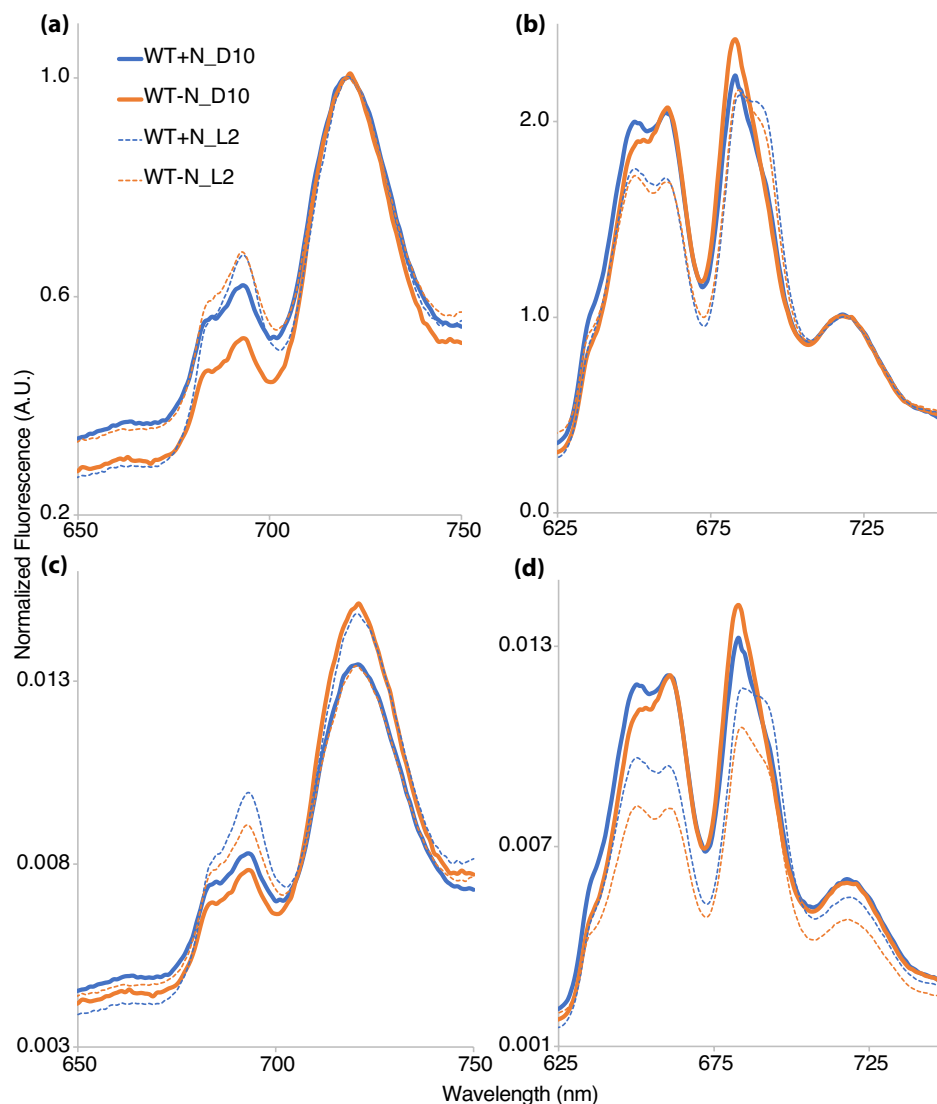 (a)
WT+N_D10
WT-N_D10
WT+N_L2
WT-N_L2
1.0
0.6
0.2
650
700
750
(b)
2.0
1.0
0.0
625
675
725
Normalized Fluorescence (A.U.)
(c)
0.013
0.008
0.003
650
700
750
(d)
0.013
0.007
0.001
625
675
725
Wavelength (nm)